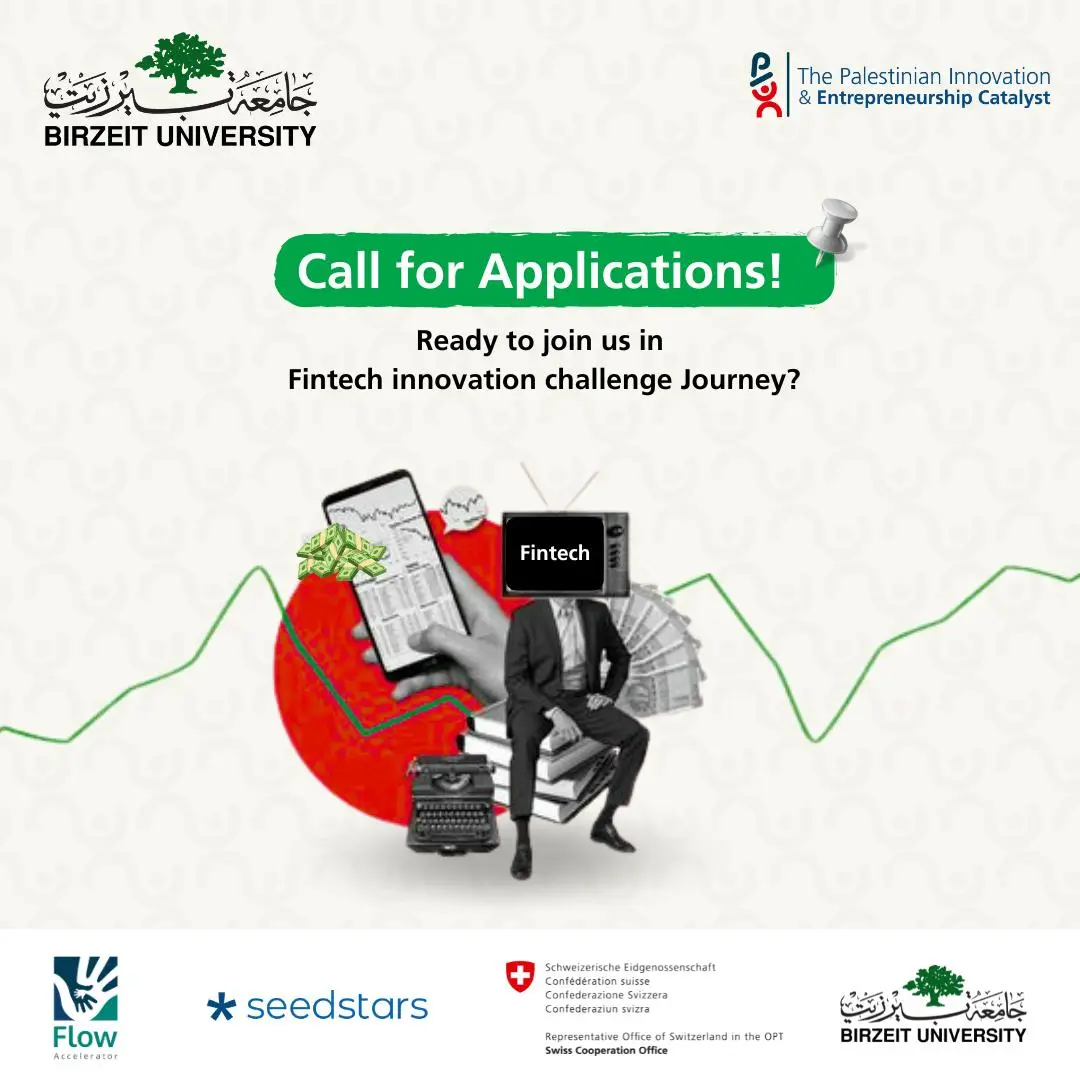 جامعة بيرزيت
BIRZEIT UNIVERSITY
The Palestinian Innovation
& Entrepreneurship Catalyst
Call for Applications!
Ready to join us in
Fintech innovation challenge Journey?
Fintech
Flow
Accelerator
seedstars
Schweizerische Eidgenossenschaft
Confédération suisse
Confederazione Svizzera
Confederaziun svizra
Representative Office of Switzerland in the OPT
Swiss Cooperation Office
جامعة بيرزيت
BIRZEIT UNIVERSITY